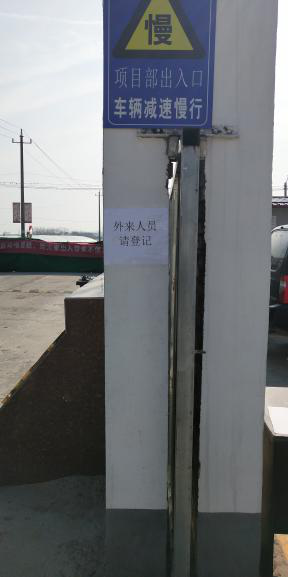 慢
项目部出入口
车辆减速慢行
外来人员
请登记